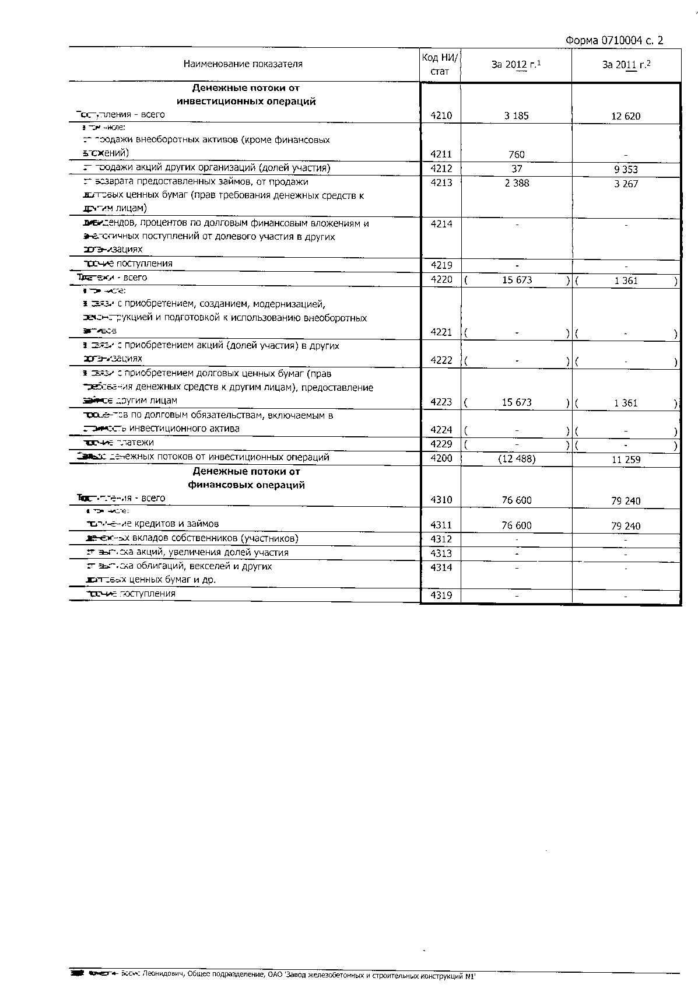 Форма 0710004 с. 2
Наименование показателя
Код НИ/
стат
За 2012 г.1
За 2011 г.2
Денежные потоки от
инвестиционных операций
Поступления - всего 4210 3 185 12 620
в том числе:
от продажи внеоборотных активов (кроме финансовых
вложений) 4211 760 -
от продажи акций других организаций (долей участия) 4212 37 9 353
от возврата предоставленных займов, от продажи 4213 2 388 3 267
долговых ценных бумаг (прав требования денежных средств к
другим лицам)
дивидендов, процентов по долговым финансовым вложениям и 4214 - -
аналогичных поступлений от долевого участия в других
организациях
прочие поступления 4219 - -
Платежи - всего 4220 ( 15 673 ) ( 1 361 )
в том числе:
в связи с приобретением, созданием, модернизацией,
реконструкцией и подготовкой к использованию внеоборотных
активов 4221 ( - ) ( - )
в связи с приобретением акций (долей участия) в других
организациях 4222 ( - ) ( - )
в связи с приобретением долговых ценных бумаг (прав
требования денежных средств к другим лицам), предоставление
займов другим лицам 4223 ( 15 673 ) ( 1 361 )
процентов по долговым обязательствам, включаемым в
стоимость инвестиционного актива 4224 ( - ) ( - )
прочие платежи 4229 ( - ) ( - )
Сальдо денежных потоков от инвестиционных операций 4200 (12 488) 11 259
Денежные потоки от
финансовых операций
Поступления - всего 4310 76 600 79 240
в том числе:
получение кредитов и займов 4311 76 600 79 240
денежных вкладов собственников (участников) 4312 - -
от выпуска акций, увеличения долей участия 4313 - -
от выпуска облигаций, векселей и других 4314 - -
долговых ценных бумаг и др.
прочие поступления 4319 - -
Леонидович, Общее подразделение, ОАО 'Завод железобетонных и строительных конструкций N1'